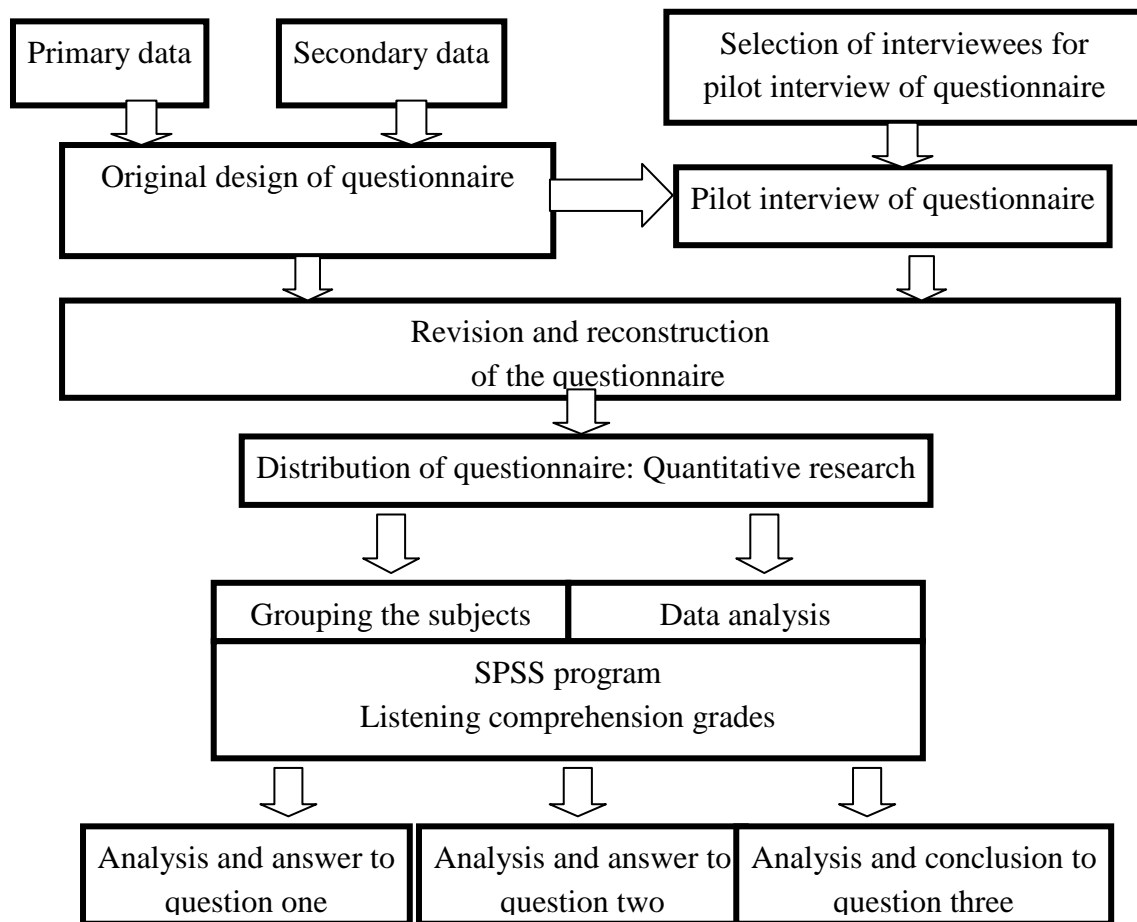 Primary data
Secondary data
Selection of interviewees for
pilot interview of questionnaire
Original design of questionnaire
Pilot interview of questionnaire
Revision and reconstruction
of the questionnaire
Distribution of questionnaire: Quantitative research
Grouping the subjects
Data analysis
SPSS program
Listening comprehension grades
Analysis and answer to
question one
Analysis and answer to
question two
Analysis and conclusion to
question three